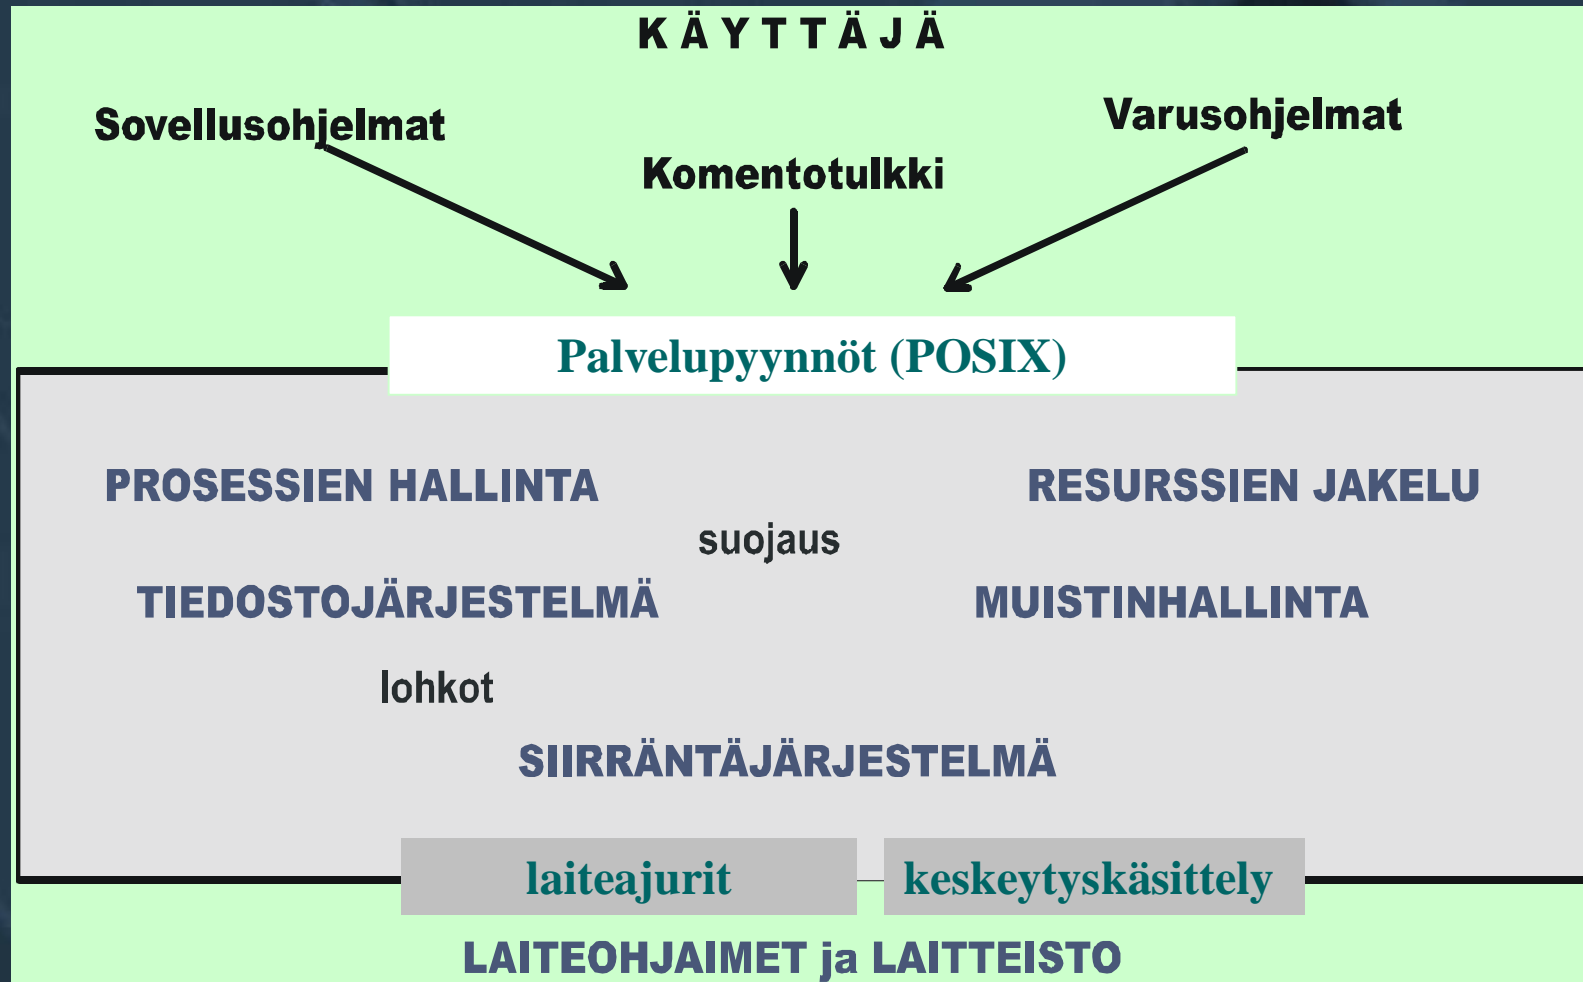 KÄYTTÄJÄ
Sovellusohjelmat
Varusohjelmat
Komentotulkki
Palvelupyynnöt (POSIX)
PROSESSIEN HALLINTA
RESURSSIEN JAKELU
suojaus
TIEDOSTOJÄRJESTELMÄ
MUISTINHALLINTA
lohkot
SIIRRÄNTÄJÄRJESTELMÄ
laiteajurit
keskeytyskäsittely
LAITEOHJAIMET ja LAITTEISTO